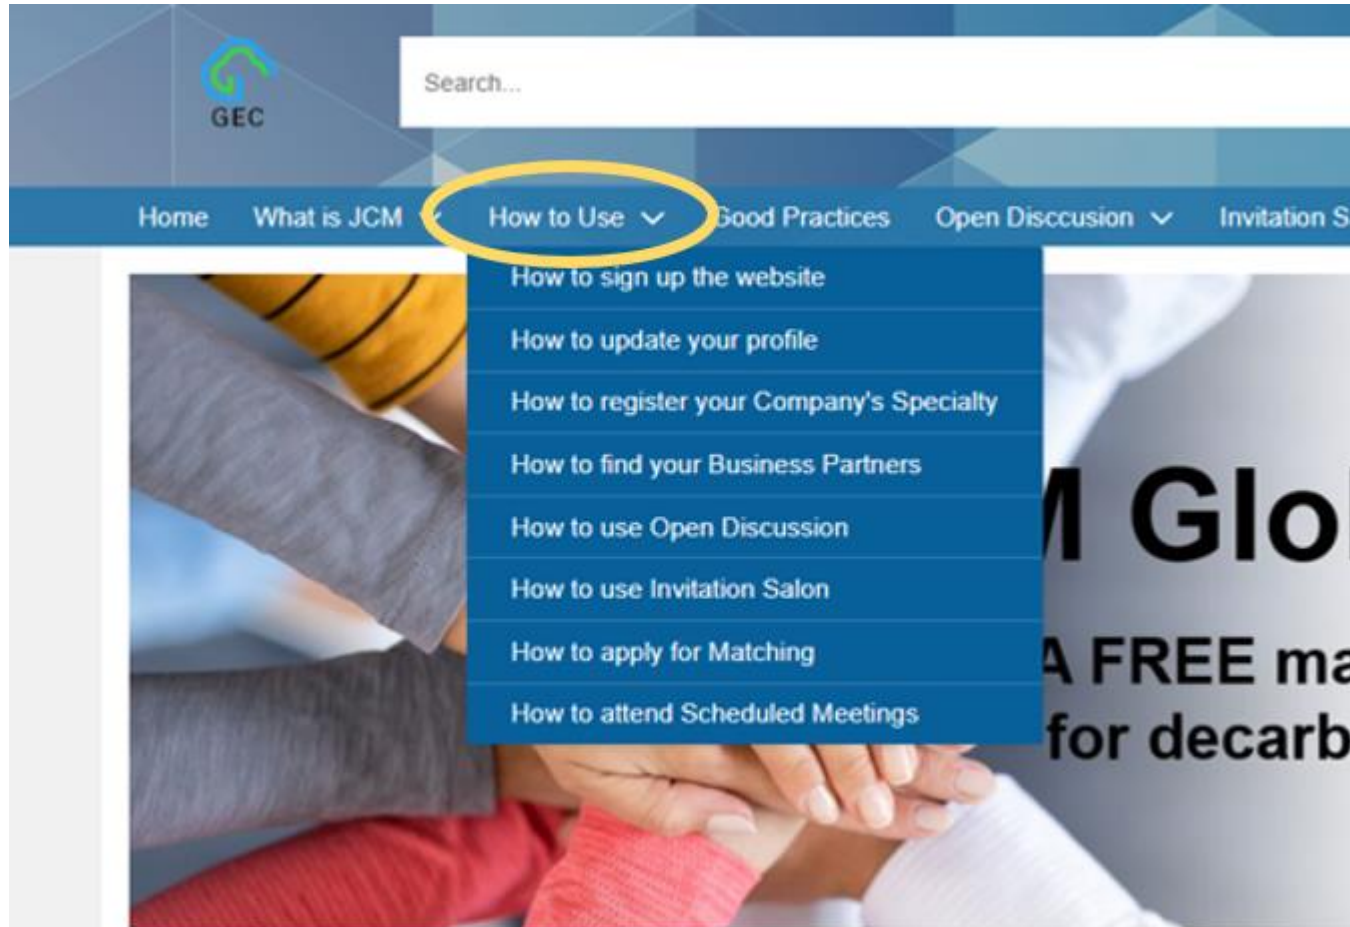 GEC
Search...
Home What is JCM How to Use Good Practices Open Disccusion Invitation S
How to sign up the website
How to update your profile
How to register your Company's Specialty
How to find your Business Partners
How to use Open Discussion
How to use Invitation Salon
How to apply for Matching
How to attend Scheduled Meetings
M Glo
A FREE ma
for decarb